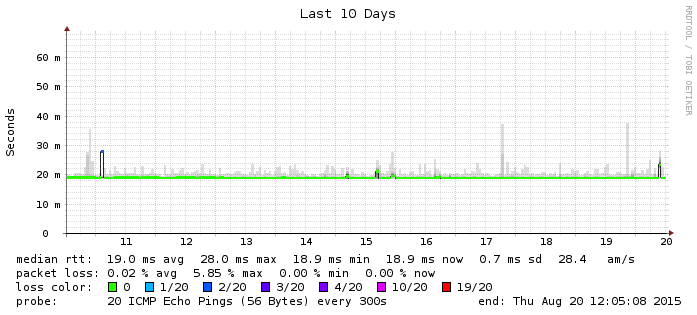 Last 10 Days
RRDTOOL / TOBI OETIKER
Seconds
60 m
50 m
40 m
30 m
20 m
10 m
0
11 12 13 14 15 16 17 18 19 20
median rtt: 19.0 ms avg 28.0 ms max 18.9 ms min 18.9 ms now 0.7 ms sd 28.4 am/s
packet loss: 0.02 % avg 5.85 % max 0.00 % min 0.00 % now
loss color: 0 1/20 2/20 3/20 4/20 10/20 19/20
probe: 20 ICMP Echo Pings (56 Bytes) every 300s end: Thu Aug 20 12:05:08 2015